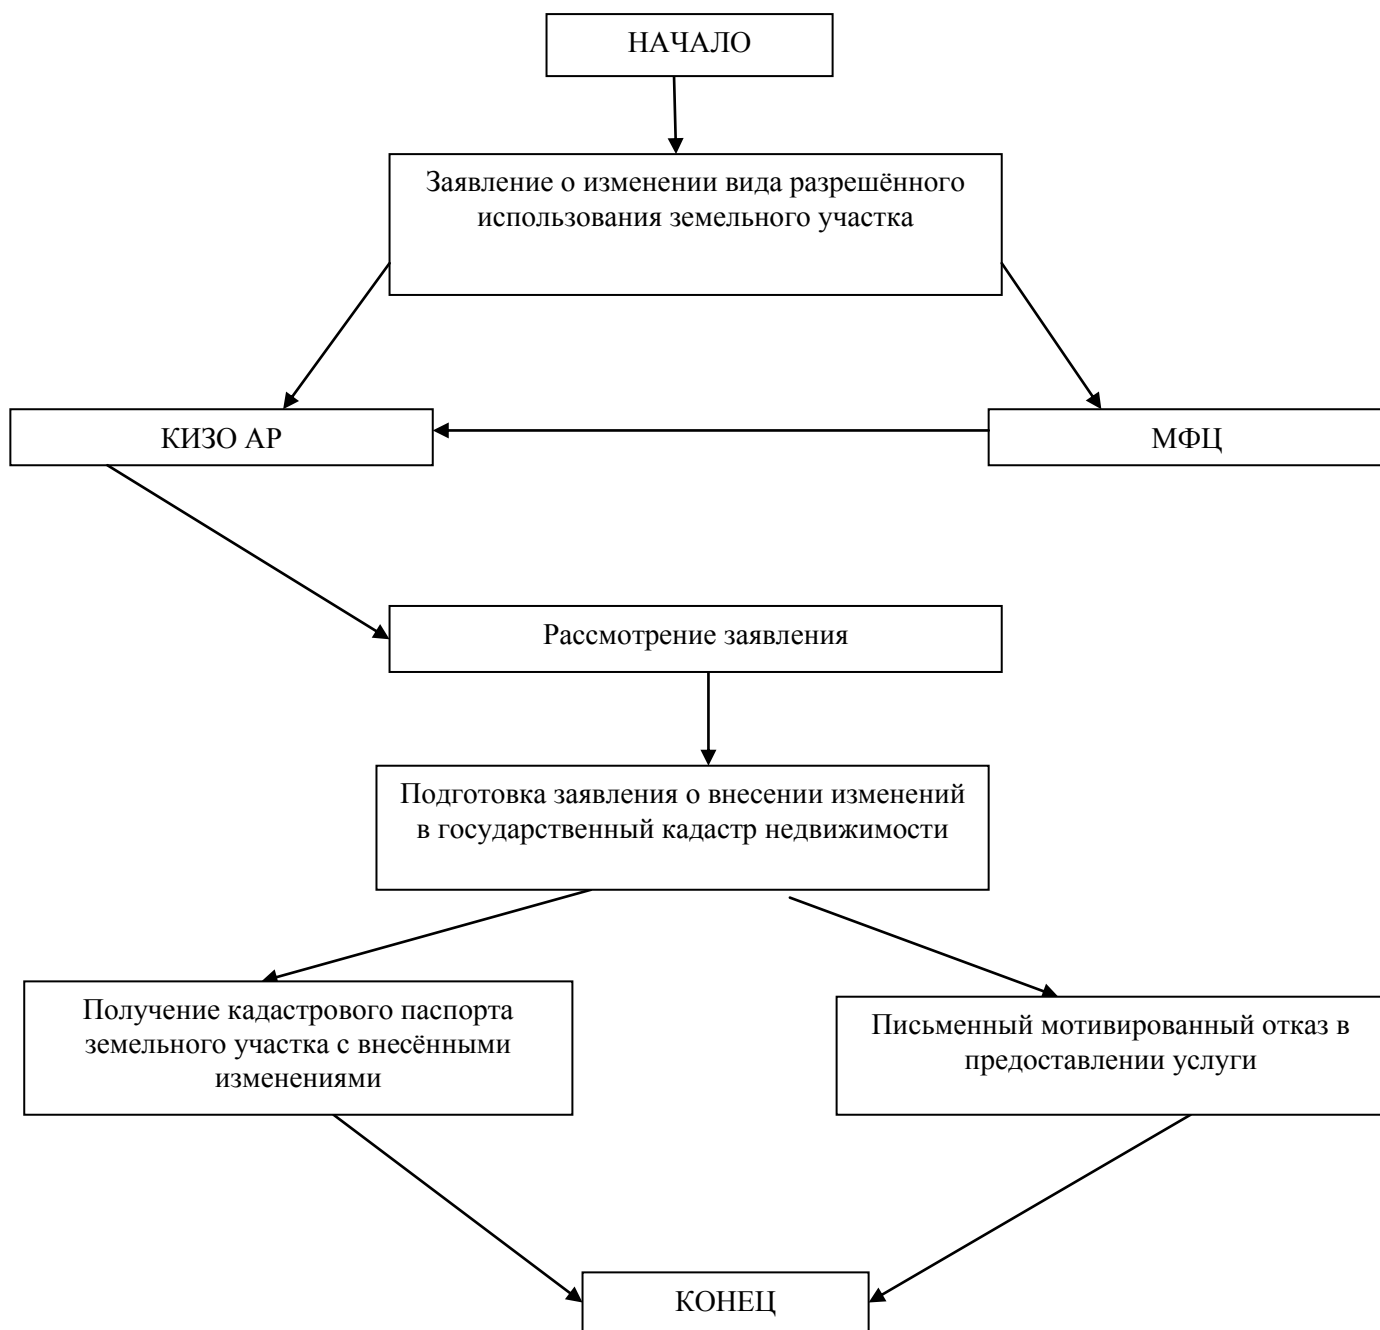 НАЧАЛО
Заявление о изменении вида разрешённого
использования земельного участка
КИЗО АР
МФЦ
Рассмотрение заявления
Подготовка заявления о внесении изменений
в государственный кадастр недвижимости
Получение кадастрового паспорта
земельного участка с внесёнными
изменениями
Письменный мотивированный отказ в
предоставлении услуги
КОНЕЦ